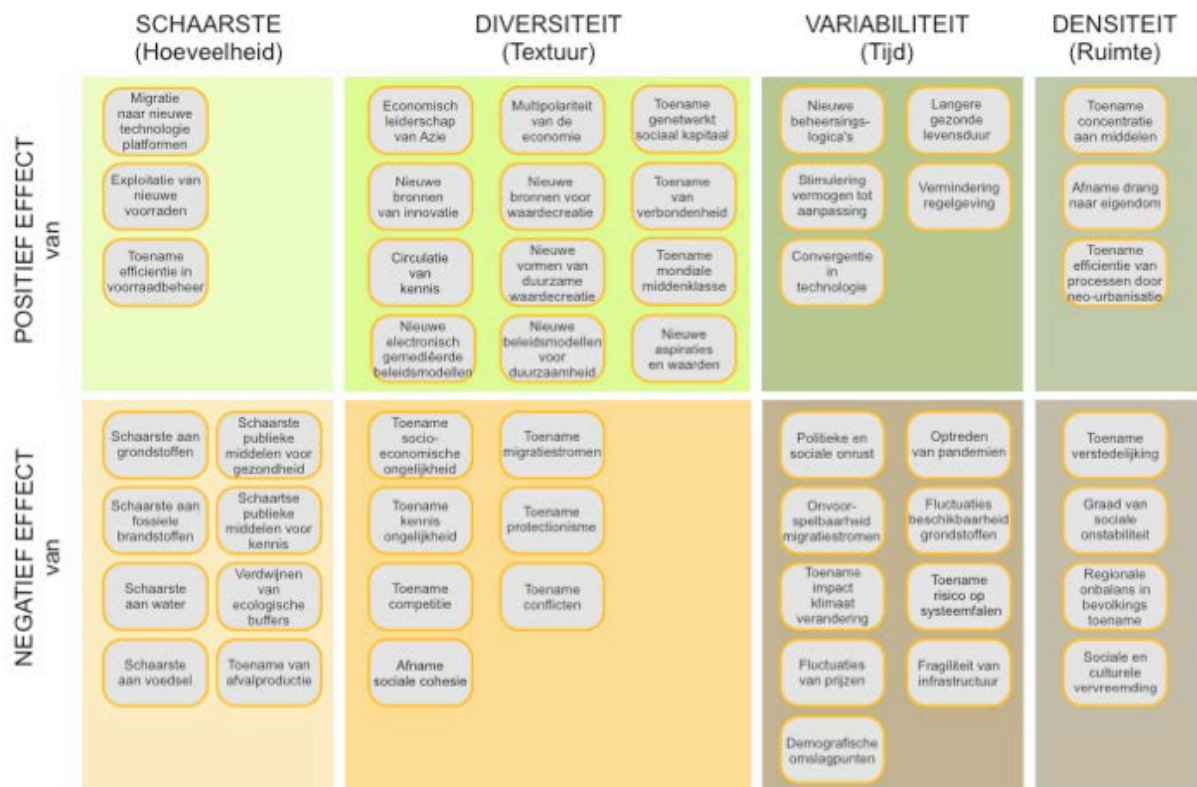 SCHAARSTE
(Hoeveelheid)
DIVERSITEIT
(Textuur)
VARIABILITEIT
(Tijd)
DENSITEIT
(Ruimte)
POSITIEF EFFECT
van
Migratie
naar nieuwe
technologie
platformen
Exploitatie van
nieuwe
voorraden
Toename
efficientie in
voorraadbeheer
Economisch
leiderschap
van Azie
Multipolariteit
van de
economie
Toename
genetwerkt
sociaal kapitaal
Nieuwe
bronnen
van innovatie
Nieuwe
bronnen voor
waardecreatie
Toename
van
verbondenheid
Circulatie
van
kennis
Nieuwe
vormen van
duurzame
waardecreatie
Toename
mondiale
middenklasse
Nieuwe
electronisch
gemediëerde
beleidsmodellen
Nieuwe
beleidsmodellen
voor
duurzaamheid
Nieuwe
aspiraties
en waarden
Nieuwe
beheersings-
logica's
Langere
gezonde
levensduur
Stimulering
vermogen tot
aanpassing
Vermindering
regelgeving
Convergentie
in
technologie
Toename
concentratie
aan middelen
Afname drang
naar eigendom
Toename
efficientie van
processen door
neo-urbanisatie
NEGATIEF EFFECT
van
Schaarste aan
grondstoffen
Schaarste
publieke
middelen voor
gezondheid
Schaarste aan
fossiele
brandstoffen
Schaartse
publieke
middelen voor
kennis
Schaarste
aan water
Verdwijnen
van
ecologische
buffers
Schaarste
aan voedsel
Toename van
afvalproductie
Toename
socio-
economische
ongelijkheid
Toename
migratiestromen
Toename
kennis
ongelijkheid
Toename
protectionisme
Toename
competitie
Toename
conflicten
Afname
sociale cohesie
Politieke en
sociale onrust
Optreden
van pandemien
Onvoor-
spelbaarheid
migratiestromen
Fluctuaties
beschikbaarheid
grondstoffen
Toename
impact
klimaat
verandering
Toename
risico op
systeemfalen
Fluctuaties
van prijzen
Fragiliteit van
infrastructuur
Demografische
omslagpunten
Toename
verstedelijking
Graad van
sociale
onstabiliteit
Regionale
onbalans in
bevolkings
toename
Sociale en
culturele
vervreemding